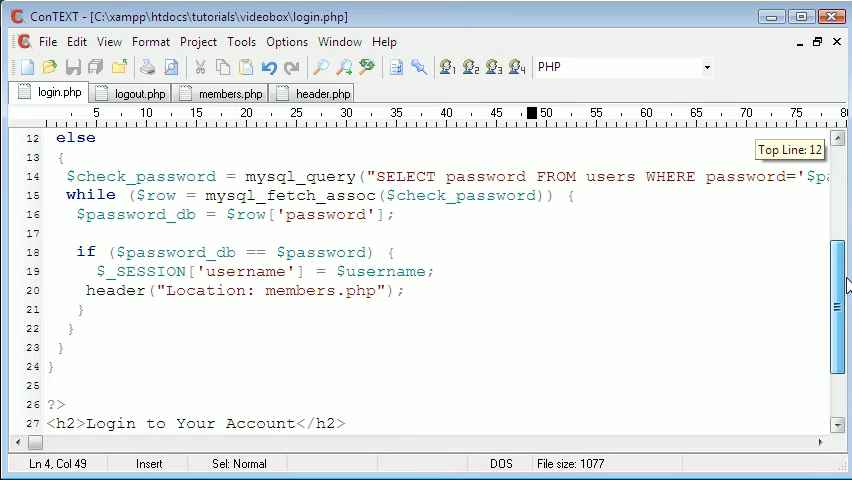 ConTEXT - [C:\xampp\htdocs\tutorials\videobox\login.php]
File Edit View Format Project Tools Options Window Help
1 2 3 4 PHP
login.php logout.php members.php header.php
5 10 15 20 25 30 35 40 45 50 55 60 65 70 75 80
12 else
Top Line: 12
13 {
14 $check_password = mysql_query("SELECT password FROM users WHERE password='$pa
15 while ($row = mysql_fetch_assoc($check_password)) {
16 $password_db = $row['password'];
17
18 if ($password_db == $password) {
19 $_SESSION['username'] = $username;
20 header("Location: members.php");
21 }
22 }
23 }
24 }
25
26 ?>
27 <h2>Login to Your Account</h2>
Ln 4, Col 49 Insert Sel: Normal DOS File size: 1077